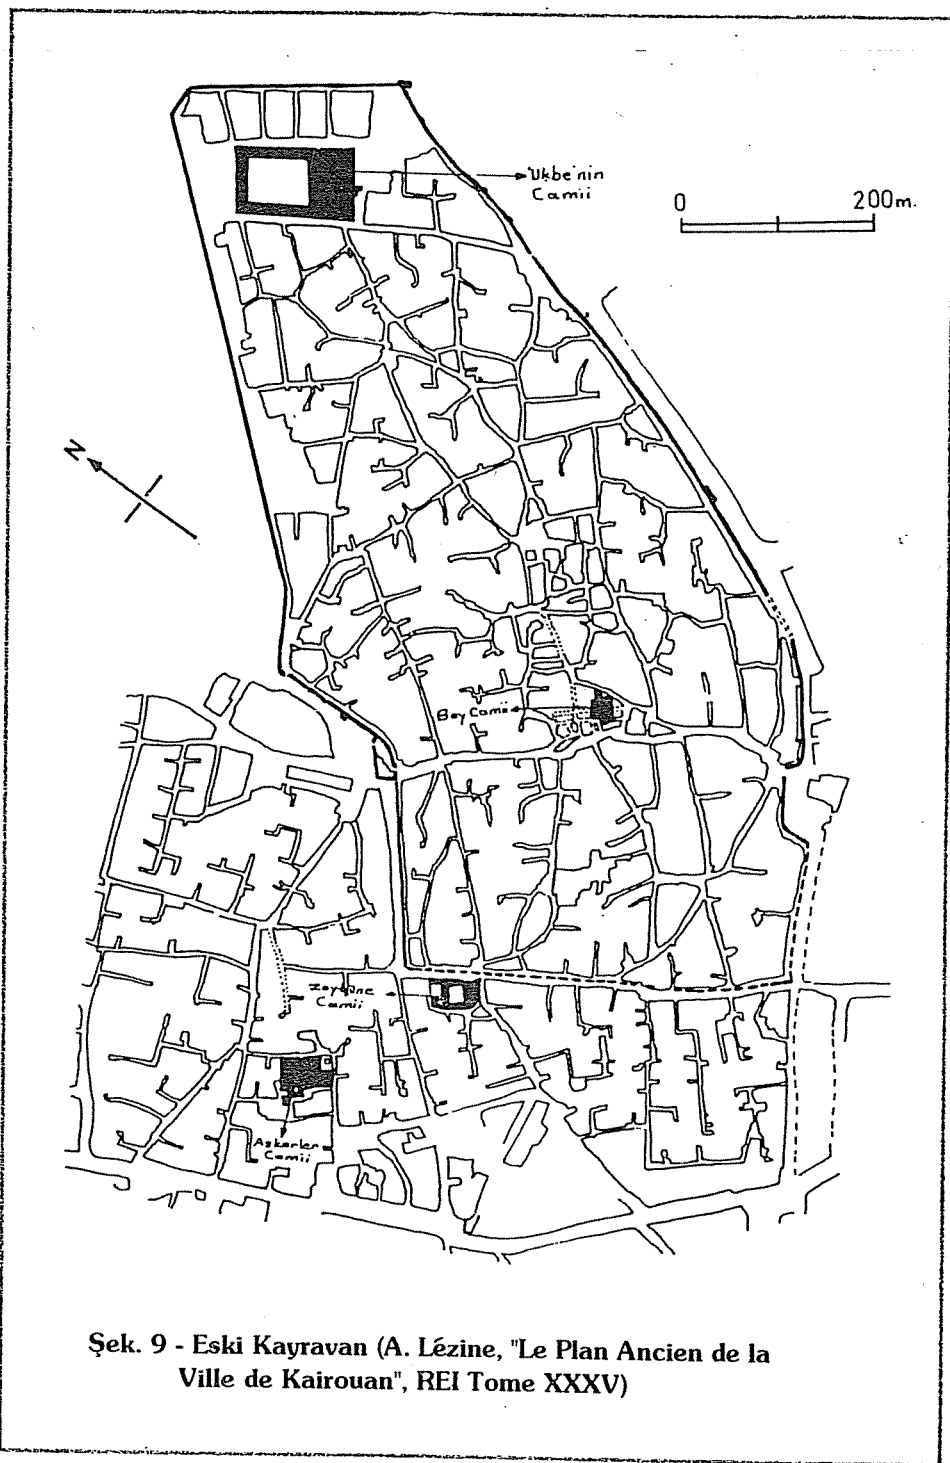 'Uḳbe'nin
Camii
0 200m.
N
Bey Camii
Zeytûne
Camii
Askerler
Camii
Şek. 9 - Eski Kayravan (A. Lézine, "Le Plan Ancien de la
Ville de Kairouan", REI Tome XXXV)